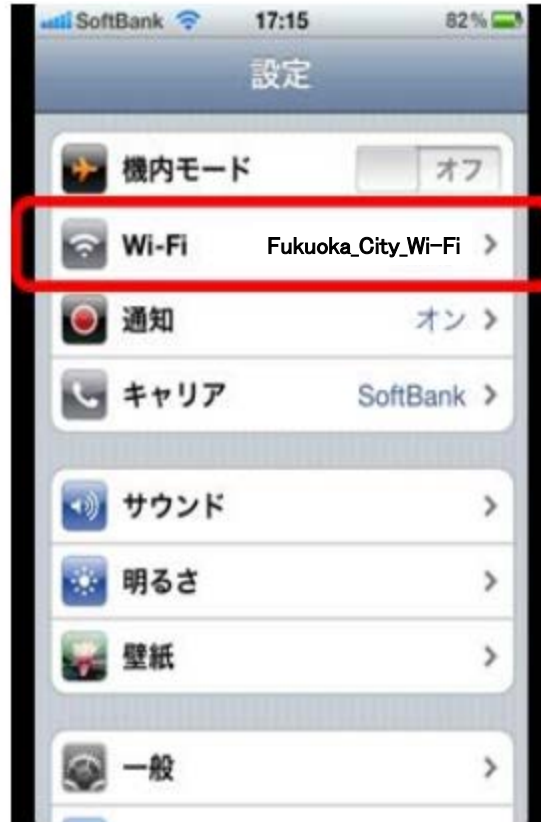 SoftBank 17:15 82%
設定
機内モード オフ
Wi-Fi Fukuoka_City_Wi-Fi
通知 オン
キャリア SoftBank
サウンド
明るさ
壁紙
一般